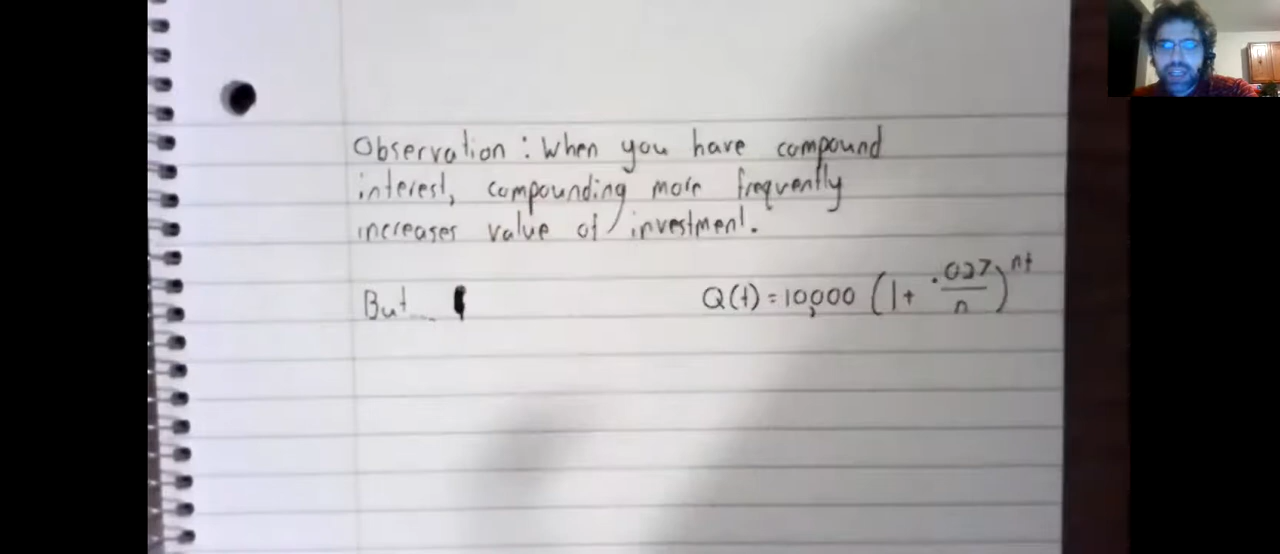 Observation: When you have compound
interest, compounding more frequently
increases value of investment.
But... Q(t) = 10,000 (1 + .027/n)^nt